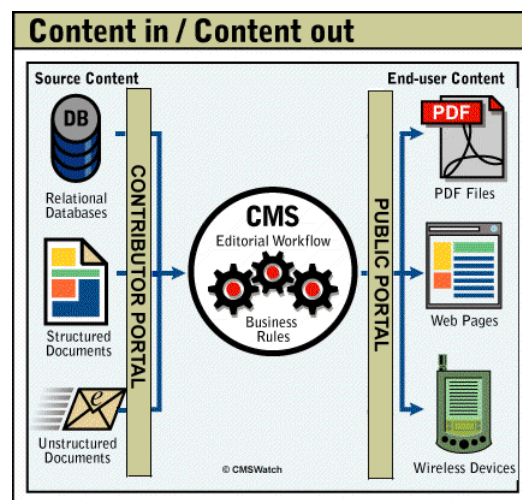 Content in / Content out
Source Content
End-user Content
DB
Relational
Databases
Structured
Documents
e
Unstructured
Documents
CONTRIBUTOR PORTAL
CMS
Editorial Workflow
Business
Rules
© CMSWatch
PUBLIC PORTAL
PDF
PDF Files
Web Pages
Wireless Devices